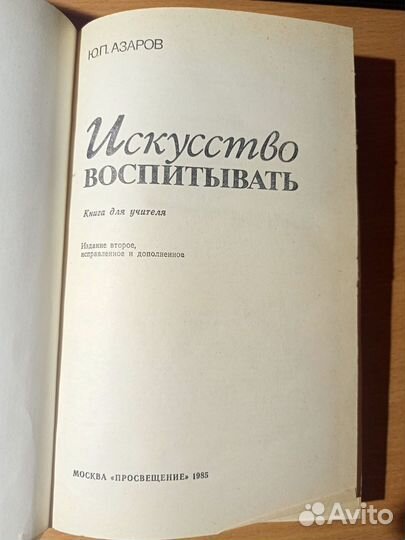 Ю.П. АЗАРОВ
Искусство
ВОСПИТЫВАТЬ
Книга для учителя
Издание второе,
исправленное и дополненное
МОСКВА «ПРОСВЕЩЕНИЕ» 1985
Avito